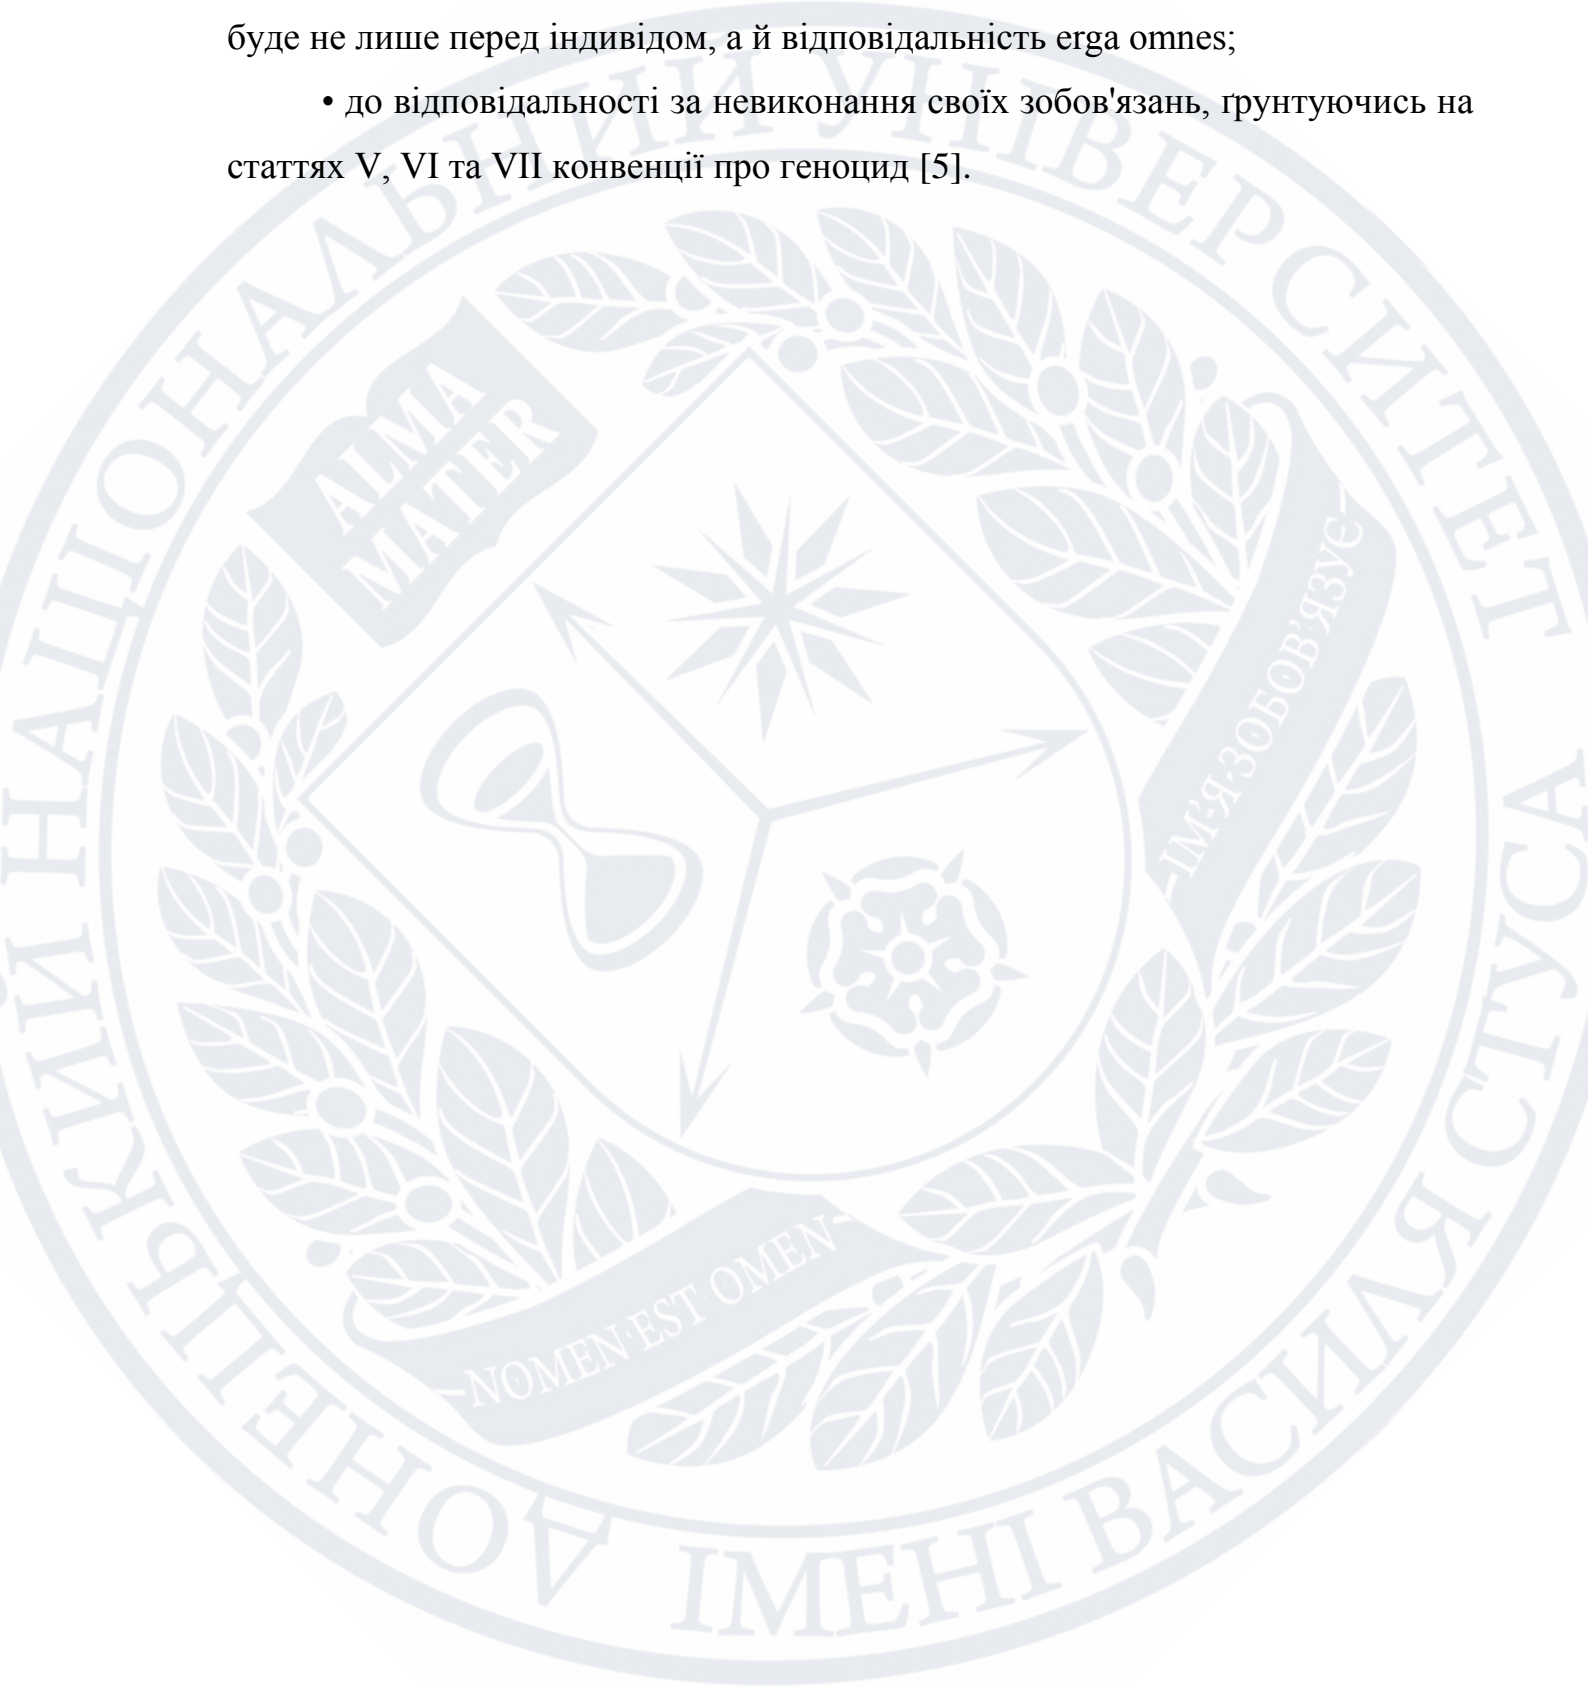 буде не лише перед індивідом, а й відповідальність erga omnes;
• до відповідальності за невиконання своїх зобов'язань, ґрунтуючись на
статтях V, VI та VII конвенції про геноцид [5].
ДОНЕЦЬКИЙ НАЦІОНАЛЬНИЙ УНІВЕРСИТЕТ
ІМЕНІ ВАСИЛЯ СТУСА
ALMA
MATER
ІМ'Я·ЗОБОВ'ЯЗУЄ
NOMEN·EST·OMEN